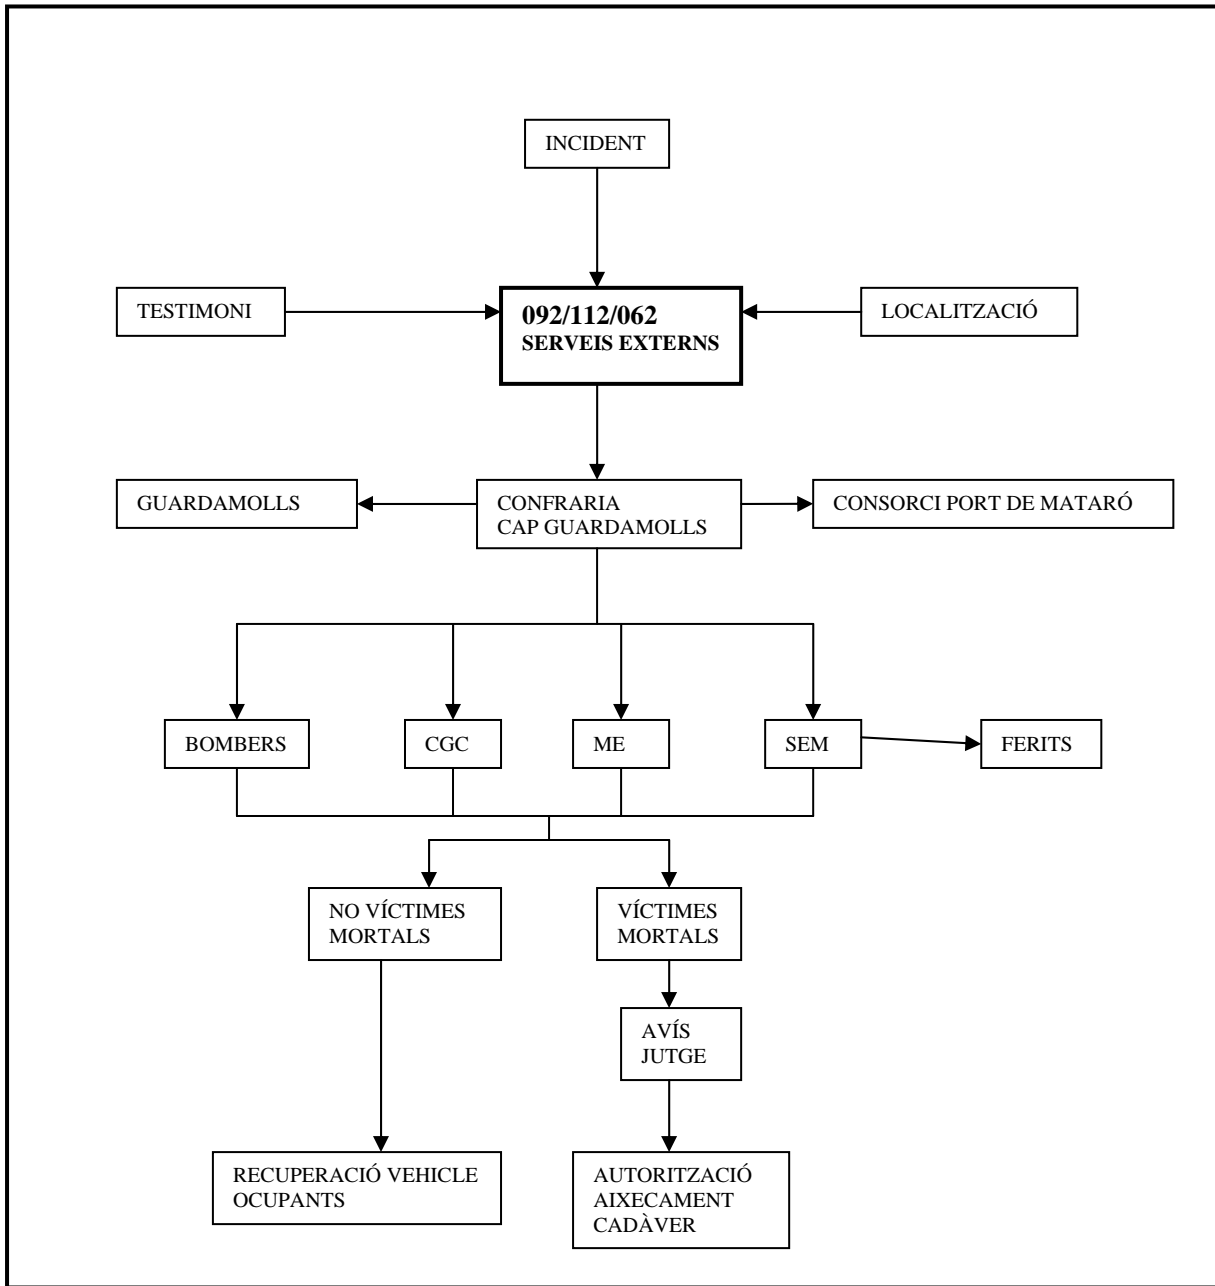 INCIDENT
TESTIMONI
092/112/062
SERVEIS EXTERNS
LOCALITZACIÓ
GUARDAMOLLS
CONFRARIA
CAP GUARDAMOLLS
CONSORCI PORT DE MATARÓ
BOMBERS
CGC
ME
SEM
FERITS
NO VÍCTIMES
MORTALS
VÍCTIMES
MORTALS
AVÍS
JUTGE
RECUPERACIÓ VEHICLE
OCUPANTS
AUTORITZACIÓ
AIXECAMENT
CADÀVER